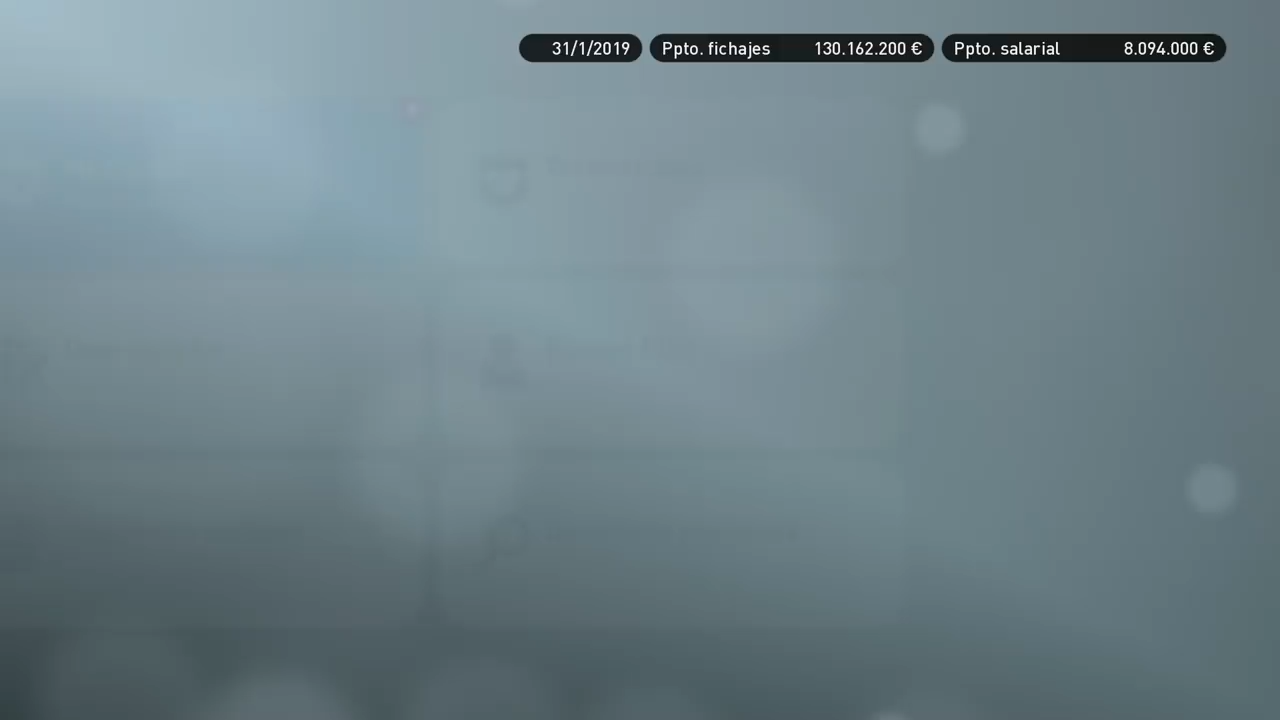 31/1/2019 Ppto. fichajes 130.162.200 € Ppto. salarial 8.094.000 €